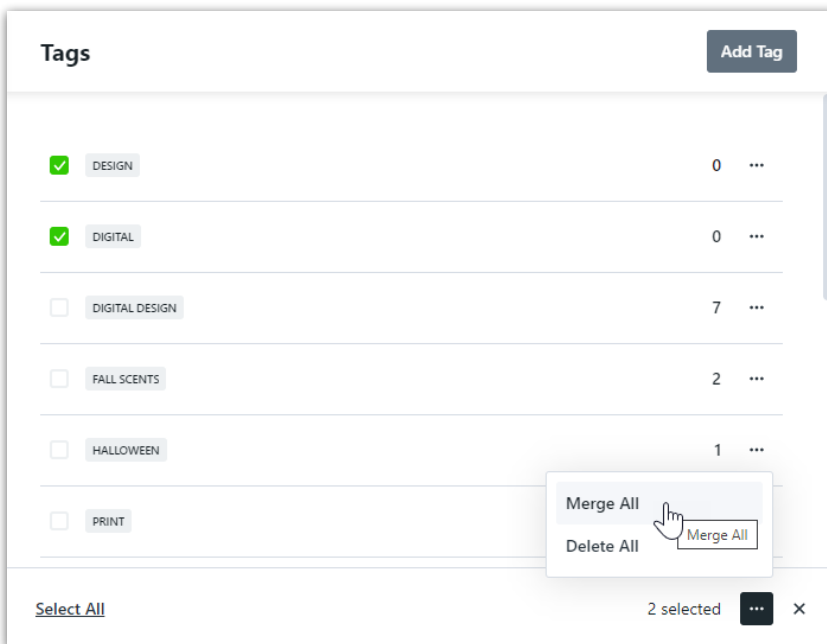 Tags
Add Tag
DESIGN 0 ...
DIGITAL 0 ...
DIGITAL DESIGN 7 ...
FALL SCENTS 2 ...
HALLOWEEN 1 ...
PRINT
Merge All
Merge All
Delete All
Select All 2 selected ... ×